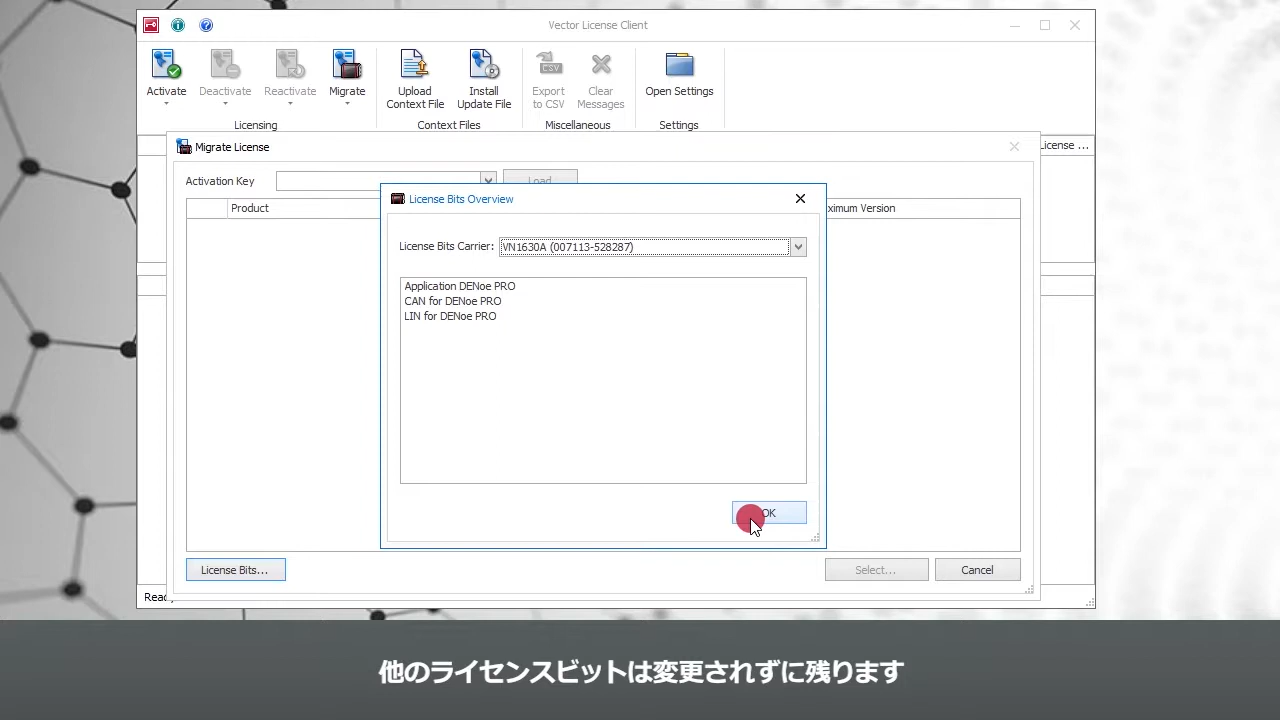 Vector License Client
Activate
Deactivate
Reactivate
Migrate
Upload
Context File
Install
Update File
CSV
Export
to CSV
Clear
Messages
Open Settings
Licensing
Context Files
Miscellaneous
Settings
Migrate License
License ...
Activation Key
Load
Product
ximum Version
License Bits Overview
License Bits Carrier:
VN1630A (007113-528287)
Application DENoe PRO
CAN for DENoe PRO
LIN for DENoe PRO
OK
License Bits...
Select...
Cancel
Ready
他のライセンスビットは変更されずに残ります